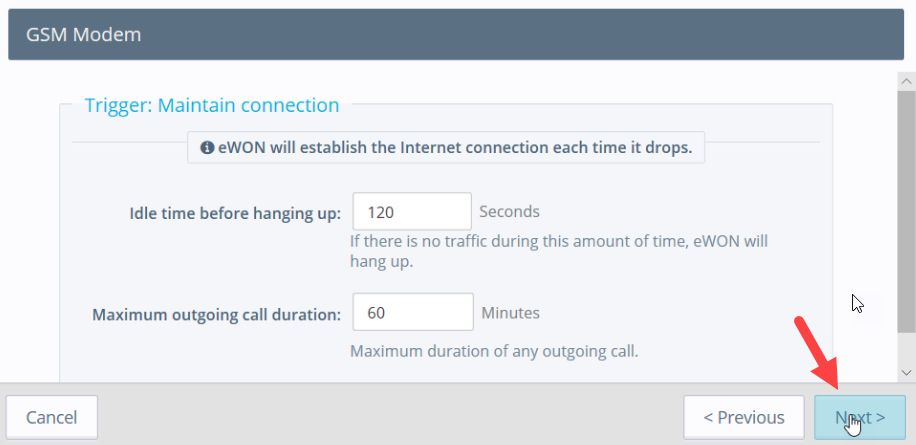 GSM Modem
Trigger: Maintain connection
eWON will establish the Internet connection each time it drops.
Idle time before hanging up: 120 Seconds
If there is no traffic during this amount of time, eWON will
hang up.
Maximum outgoing call duration: 60 Minutes
Maximum duration of any outgoing call.
Cancel < Previous Next >